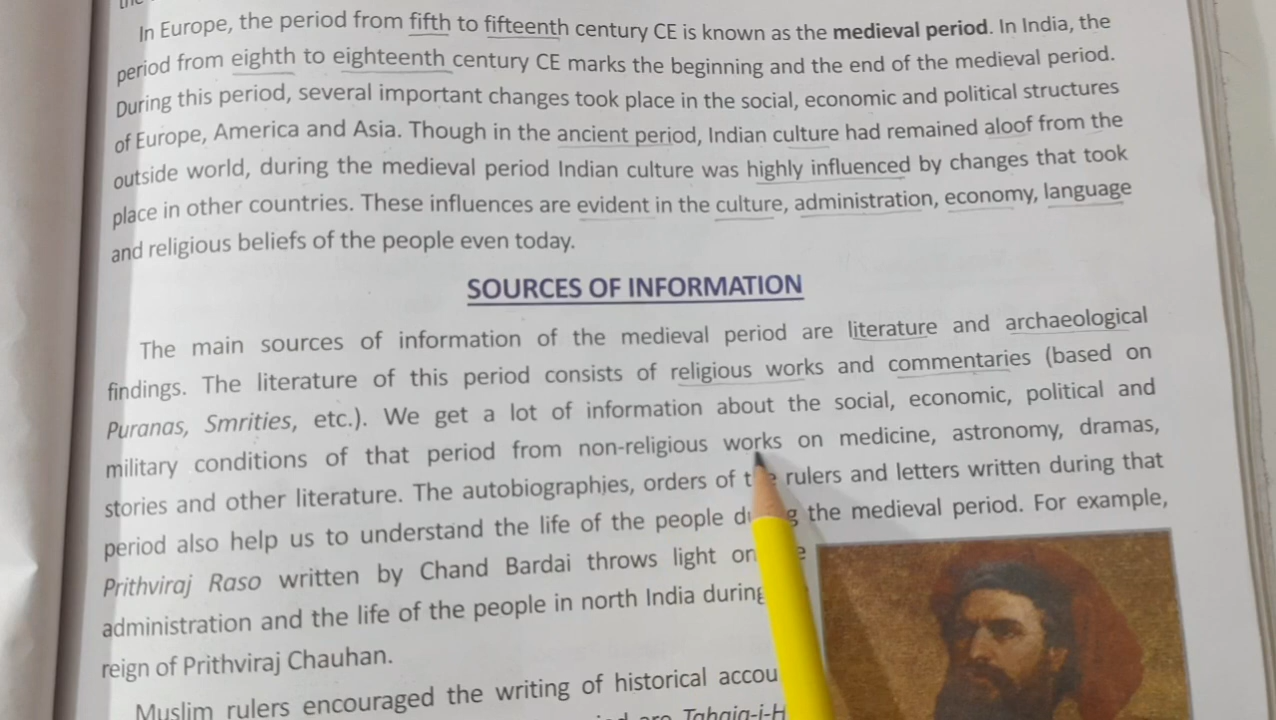 the
In Europe, the period from fifth to fifteenth century CE is known as the medieval period. In India, the
period from eighth to eighteenth century CE marks the beginning and the end of the medieval period.
During this period, several important changes took place in the social, economic and political structures
of Europe, America and Asia. Though in the ancient period, Indian culture had remained aloof from the
outside world, during the medieval period Indian culture was highly influenced by changes that took
place in other countries. These influences are evident in the culture, administration, economy, language
and religious beliefs of the people even today.
SOURCES OF INFORMATION
The main sources of information of the medieval period are literature and archaeological
findings. The literature of this period consists of religious works and commentaries (based on
Puranas, Smrities, etc.). We get a lot of information about the social, economic, political and
military conditions of that period from non-religious works on medicine, astronomy, dramas,
stories and other literature. The autobiographies, orders of the rulers and letters written during that
period also help us to understand the life of the people during the medieval period. For example,
Prithviraj Raso written by Chand Bardai throws light on
administration and the life of the people in north India during
reign of Prithviraj Chauhan.
Muslim rulers encouraged the writing of historical accou
are Tabaia-i-H